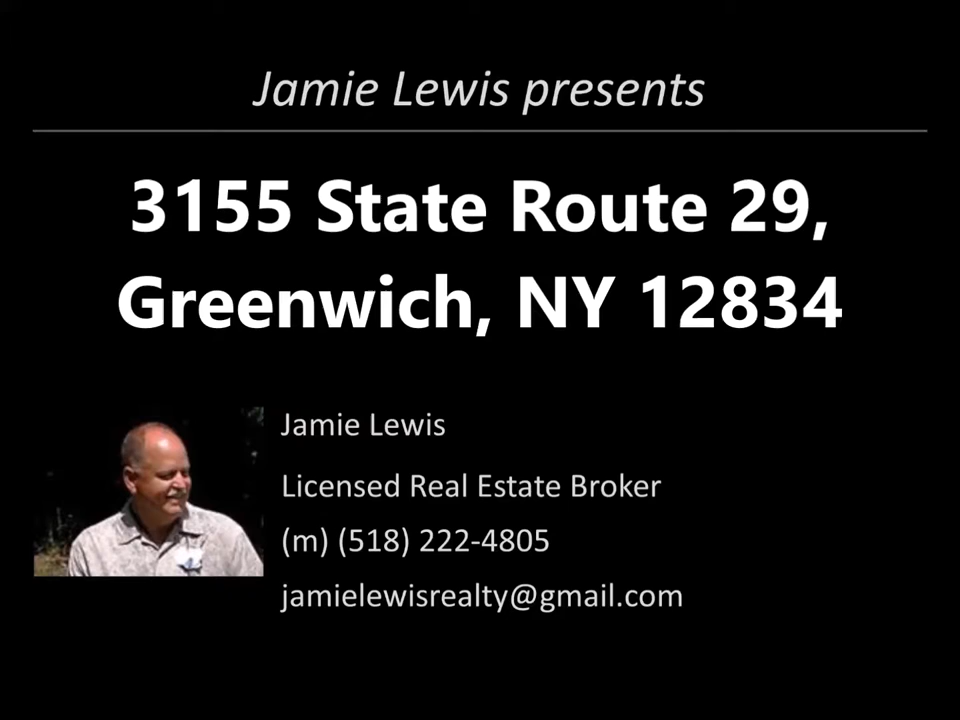 Jamie Lewis presents
3155 State Route 29,
Greenwich, NY 12834
Jamie Lewis
Licensed Real Estate Broker
(m) (518) 222-4805
jamielewisrealty@gmail.com